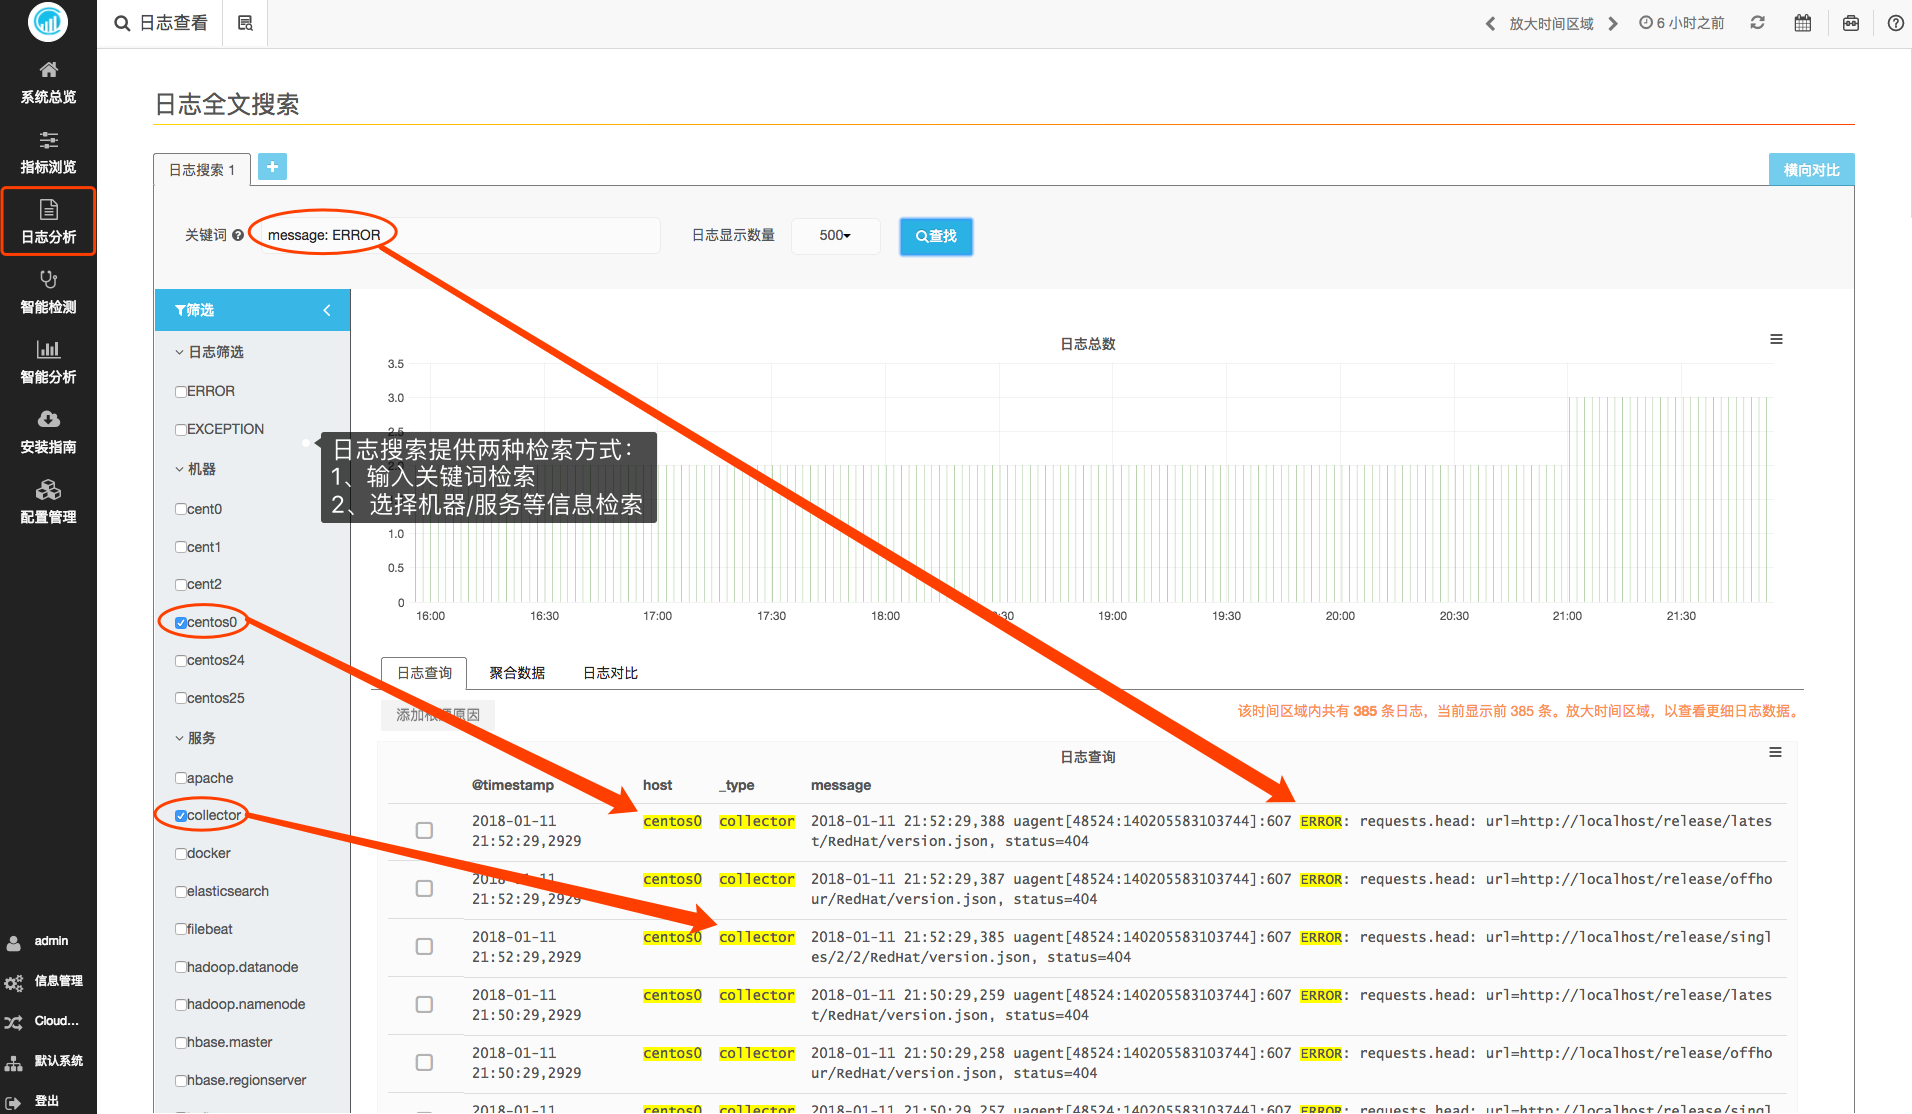 日志查看
放大时间区域
6 小时之前
系统总览
指标浏览
日志分析
智能检测
智能分析
安装指南
配置管理
admin
信息管理
Cloud...
默认系统
登出
日志全文搜索
日志搜索 1
横向对比
关键词
message: ERROR
日志显示数量
500
查找
筛选
日志筛选
ERROR
EXCEPTION
机器
cent0
cent1
cent2
centos0
centos24
centos25
服务
apache
collector
docker
elasticsearch
filebeat
hadoop.datanode
hadoop.namenode
hbase.master
hbase.regionserver
日志搜索提供两种检索方式：
1、输入关键词检索
2、选择机器/服务等信息检索
日志总数
3.5
3.0
2.5
1.0
0.5
0
16:00
16:30
17:00
17:30
18:00
19:00
19:30
20:00
20:30
21:00
21:30
日志查询
聚合数据
日志对比
添加根源原因
该时间区域内共有 385 条日志，当前显示前 385 条。放大时间区域，以查看更细日志数据。
日志查询
@timestamp host _type message
2018-01-11 centos0 collector 2018-01-11 21:52:29,388 uagent[48524:140205583103744]:607 ERROR: requests.head: url=http://localhost/release/lates
21:52:29,2929 t/RedHat/version.json, status=404
2018-01-11 centos0 collector 2018-01-11 21:52:29,387 uagent[48524:140205583103744]:607 ERROR: requests.head: url=http://localhost/release/offho
21:52:29,2929 ur/RedHat/version.json, status=404
2018-01-11 centos0 collector 2018-01-11 21:52:29,385 uagent[48524:140205583103744]:607 ERROR: requests.head: url=http://localhost/release/singl
21:52:29,2929 es/2/2/RedHat/version.json, status=404
2018-01-11 centos0 collector 2018-01-11 21:50:29,259 uagent[48524:140205583103744]:607 ERROR: requests.head: url=http://localhost/release/lates
21:50:29,2929 t/RedHat/version.json, status=404
2018-01-11 centos0 collector 2018-01-11 21:50:29,258 uagent[48524:140205583103744]:607 ERROR: requests.head: url=http://localhost/release/offho
21:50:29,2929 ur/RedHat/version.json, status=404
2018-01-11 centos0 collector 2018-01-11 21:50:29,257 uagent[48524:140205583103744]:607 ERROR: requests.head: url=http://localhost/release/singl